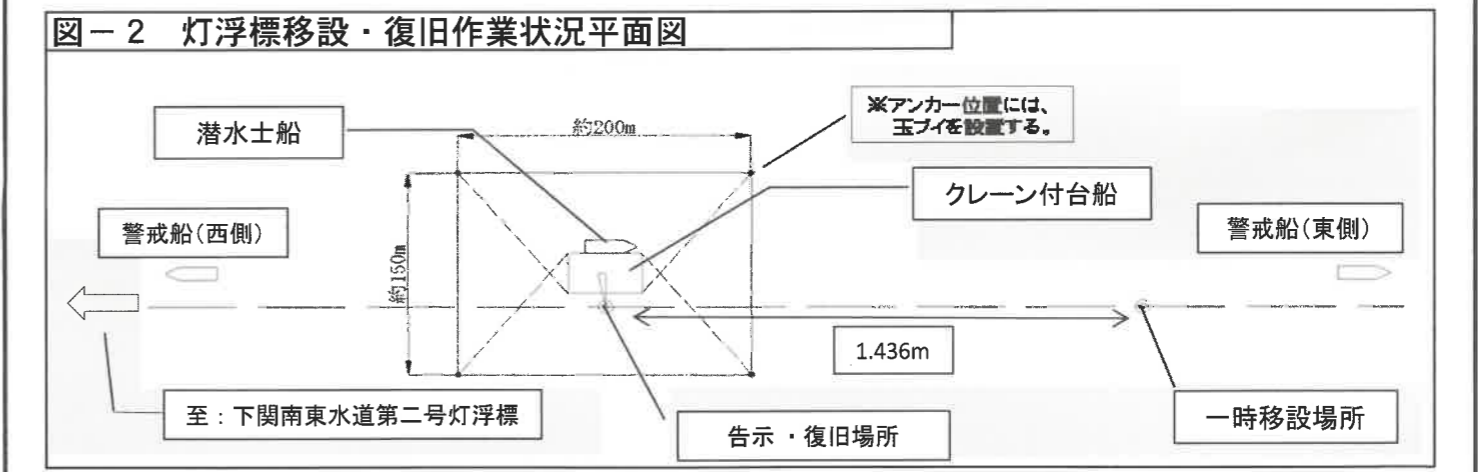 図－２　灯浮標移設・復旧作業状況平面図
※アンカー位置には、
玉ブイを設置する。
潜水士船
約200m
クレーン付台船
警戒船(西側)
警戒船(東側)
約150m
1.436m
至：下関南東水道第二号灯浮標
告示・復旧場所
一時移設場所